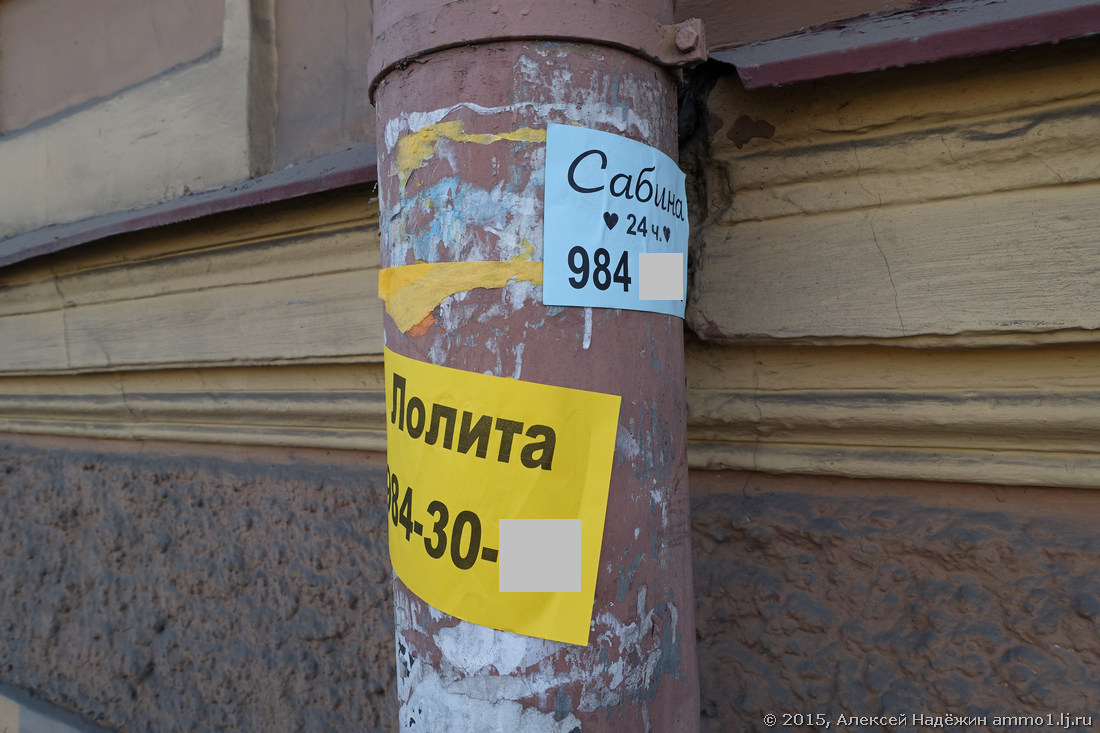 Сабина
♥ 24 ч. ♥
984
Лолита
984-30-
© 2015, Алексей Надёжин ammo1.lj.ru